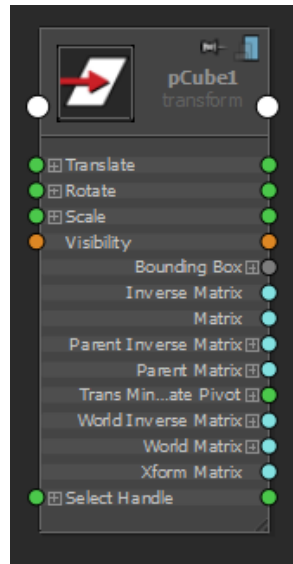 pCube1
transform
Translate
Rotate
Scale
Visibility
Bounding Box
Inverse Matrix
Matrix
Parent Inverse Matrix
Parent Matrix
Trans Min...ate Pivot
World Inverse Matrix
World Matrix
Xform Matrix
Select Handle